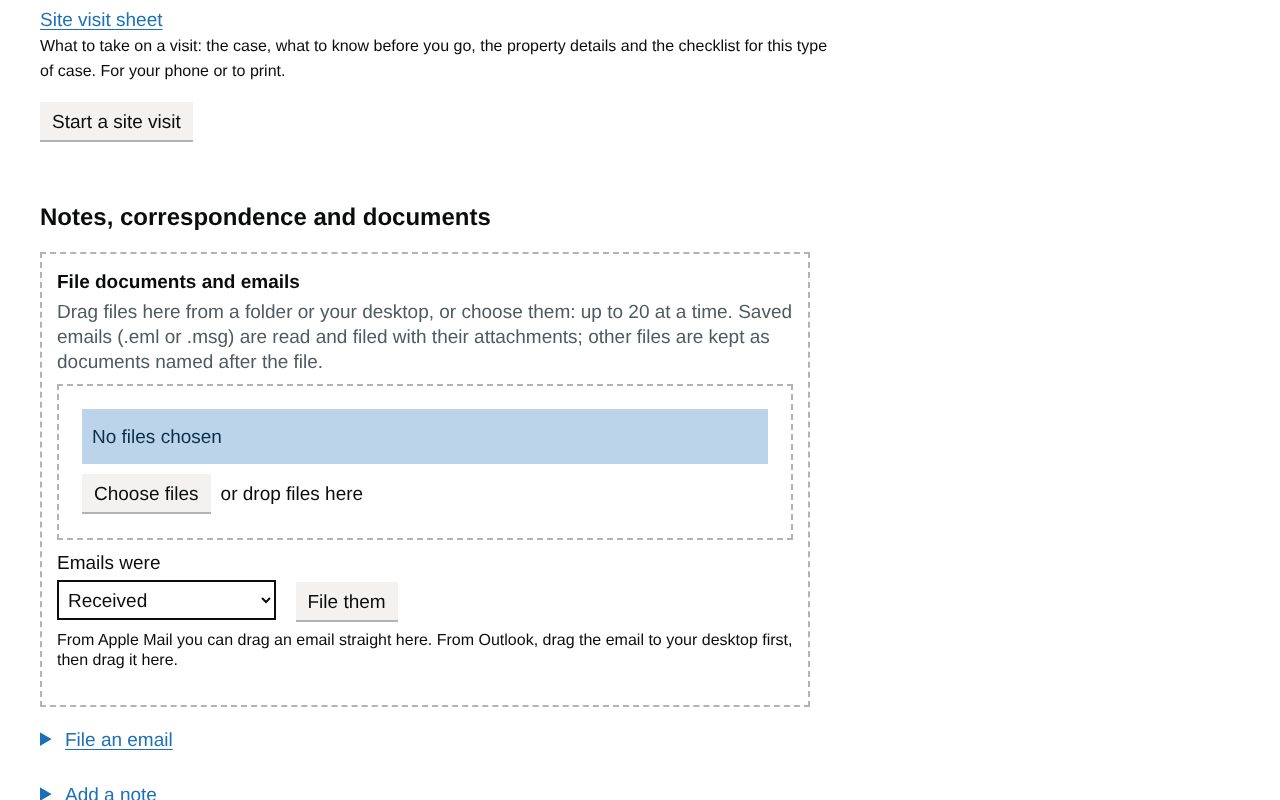 Site visit sheet
What to take on a visit: the case, what to know before you go, the property details and the checklist for this type
of case. For your phone or to print.
Start a site visit
Notes, correspondence and documents
File documents and emails
Drag files here from a folder or your desktop, or choose them: up to 20 at a time. Saved
emails (.eml or .msg) are read and filed with their attachments; other files are kept as
documents named after the file.
No files chosen
Choose files or drop files here
Emails were
Received File them
From Apple Mail you can drag an email straight here. From Outlook, drag the email to your desktop first,
then drag it here.
File an email
Add a note